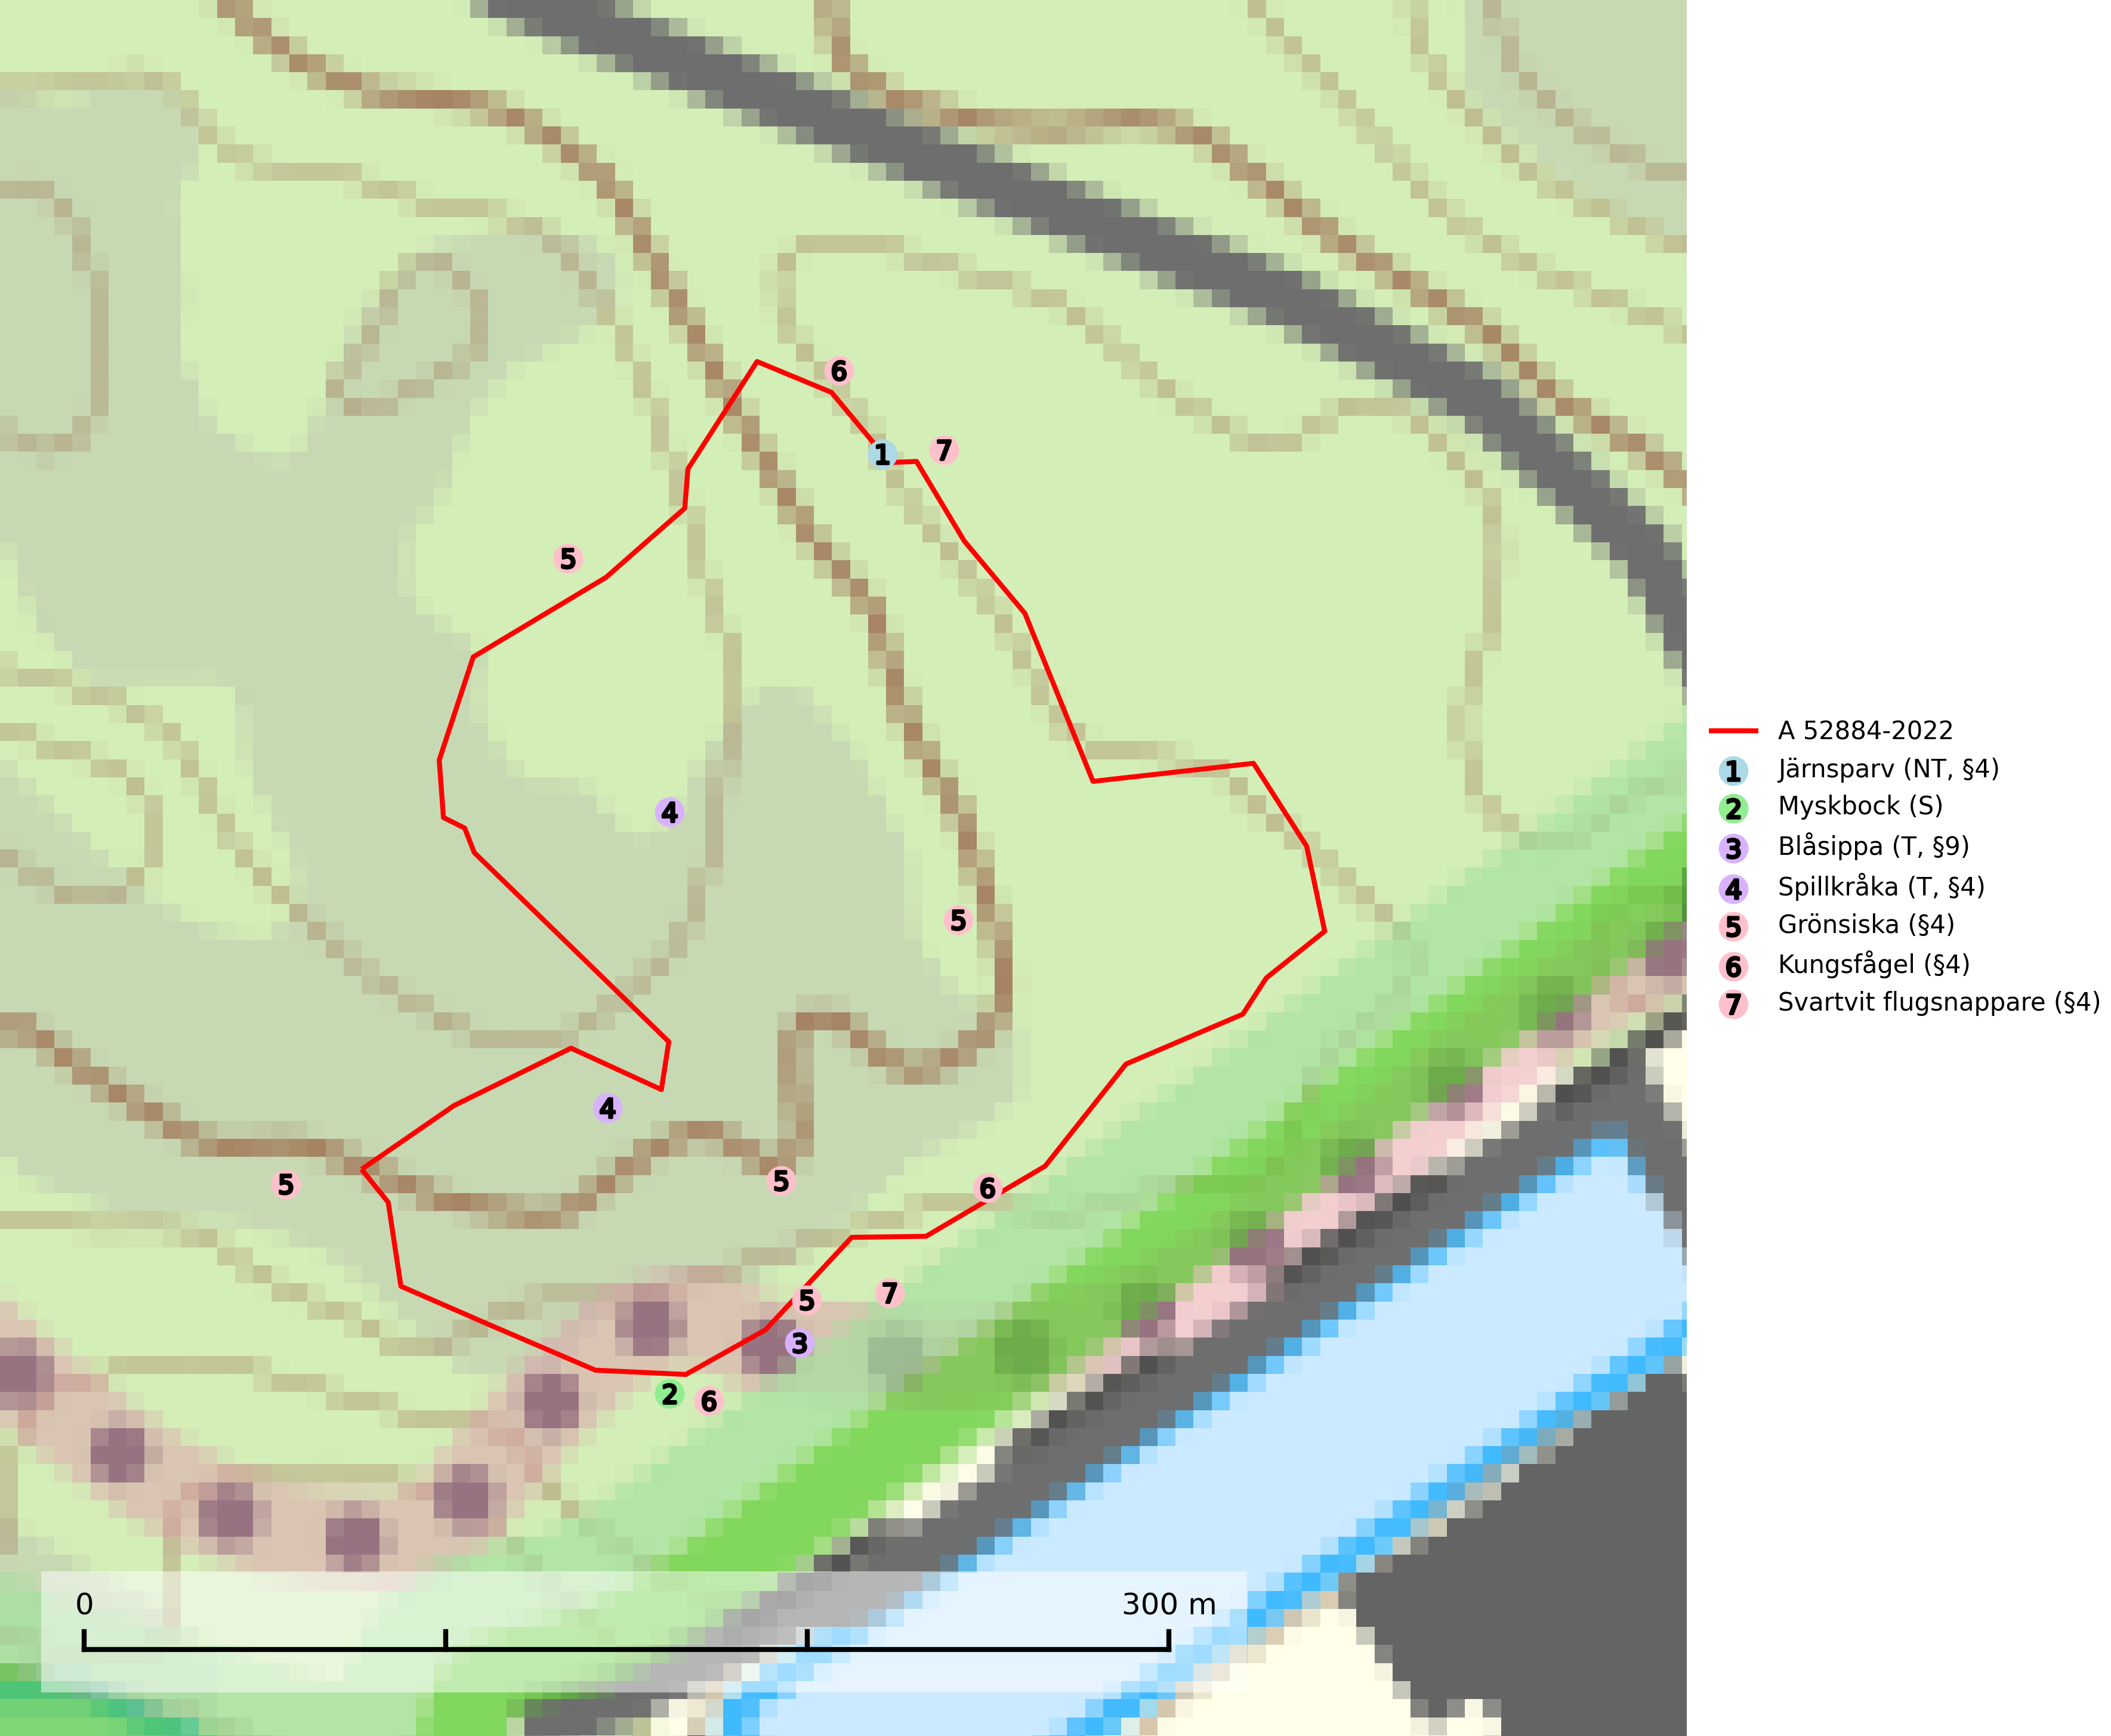 6
1
7
5
4
5
4
5
5
6
5
7
3
2
6
0
300 m
A 52884-2022
1 Järnsparv (NT, §4)
2 Myskbock (S)
3 Blåsippa (T, §9)
4 Spillkråka (T, §4)
5 Grönsiska (§4)
6 Kungsfågel (§4)
7 Svartvit flugsnappare (§4)